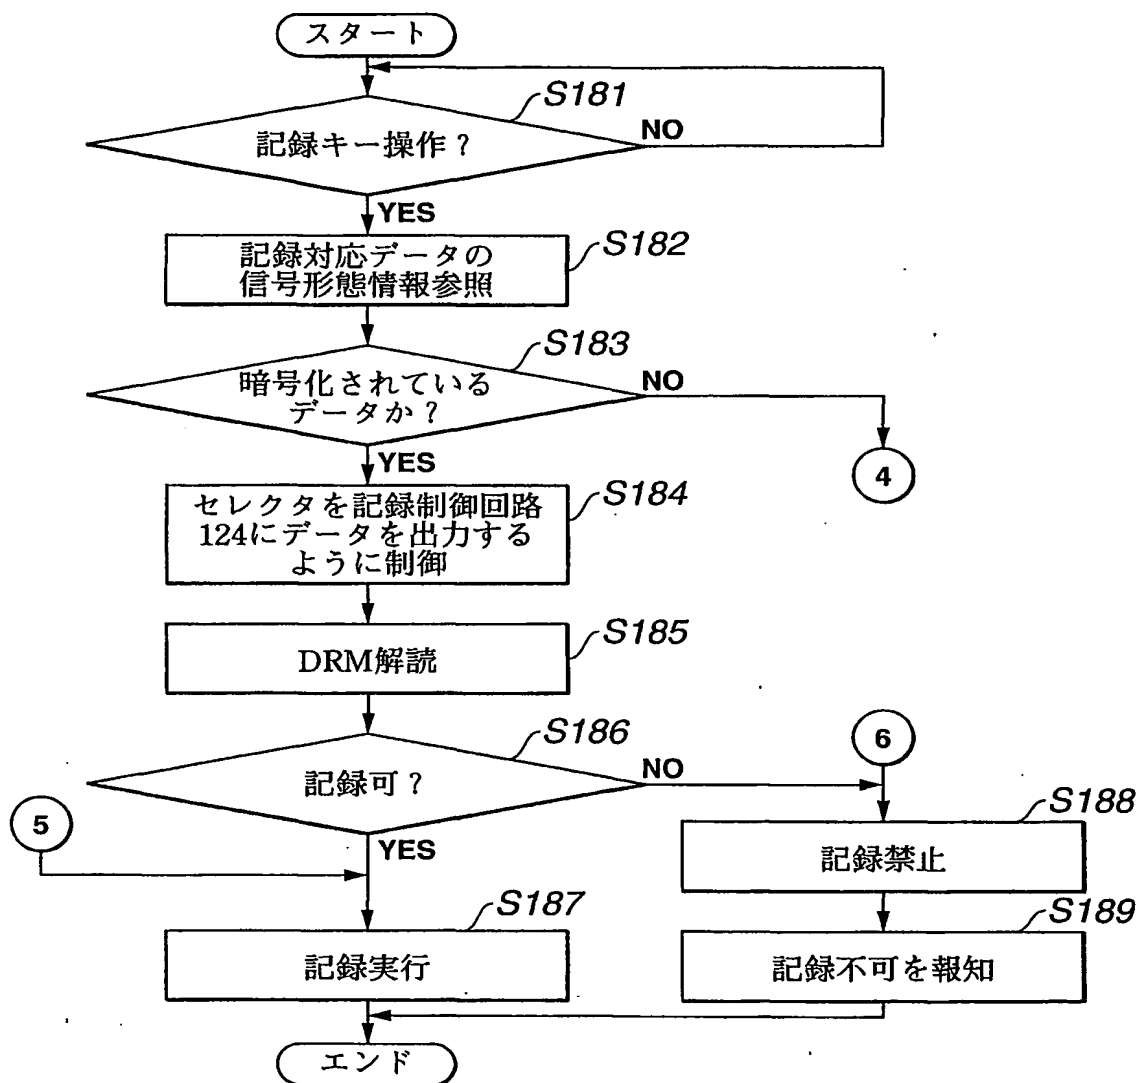 スタート
S181
記録キー操作?
NO
YES
S182
記録対応データの
信号形態情報参照
S183
暗号化されている
データか?
NO
YES
4
S184
セレクタを記録制御回路
124にデータを出力する
ように制御
S185
DRM解読
S186
記録可?
NO
6
YES
5
S188
記録禁止
S187
記録実行
S189
記録不可を報知
エンド